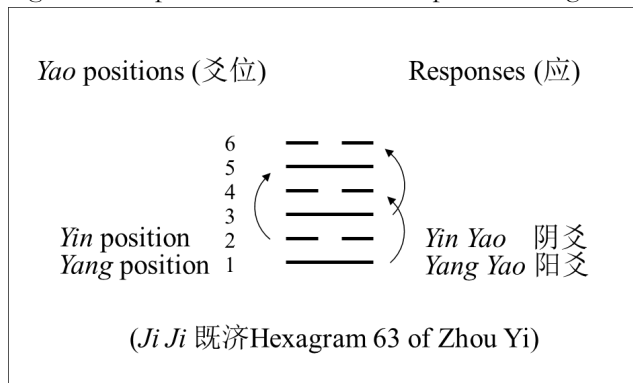 Yao positions (爻位) Responses (应)
6
5
4
3
Yin position 2 Yin Yao 阴爻
Yang position 1 Yang Yao 阳爻
(Ji Ji 既济Hexagram 63 of Zhou Yi)